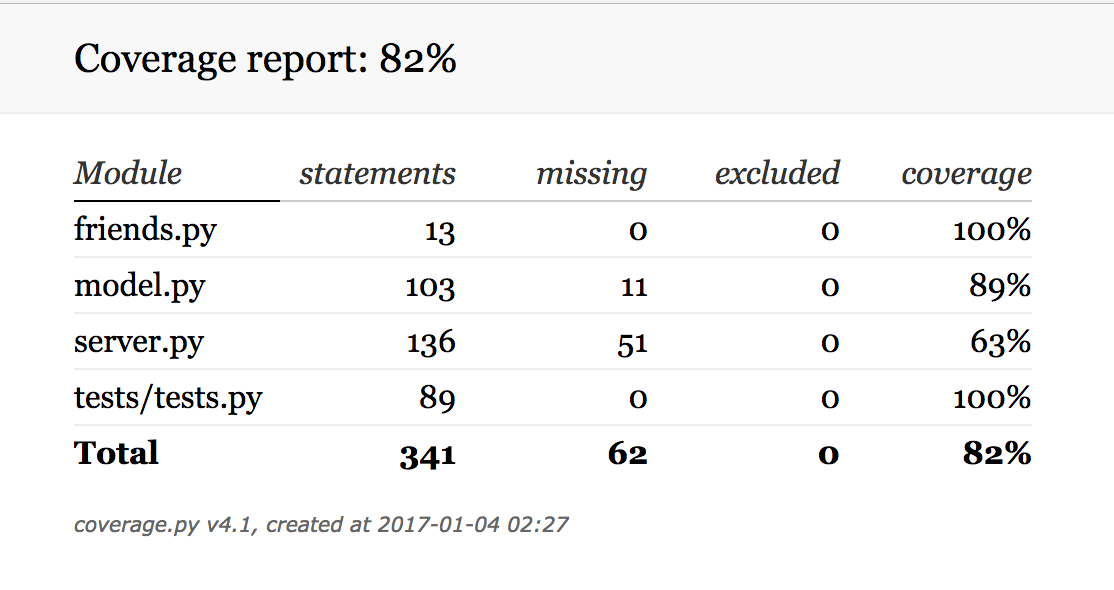 Coverage report: 82%
Module statements missing excluded coverage
friends.py 13 0 0 100%
model.py 103 11 0 89%
server.py 136 51 0 63%
tests/tests.py 89 0 0 100%
Total 341 62 0 82%
coverage.py v4.1, created at 2017-01-04 02:27